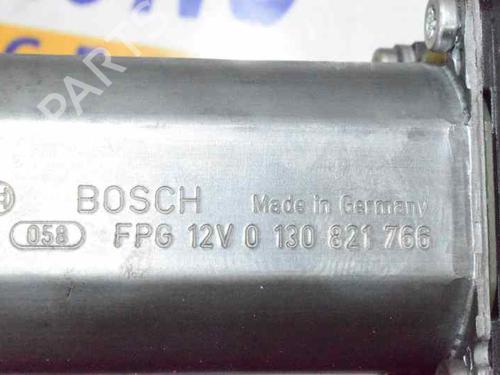 BOSCH Made in Germany
058 FPG 12V 0 130 821 766